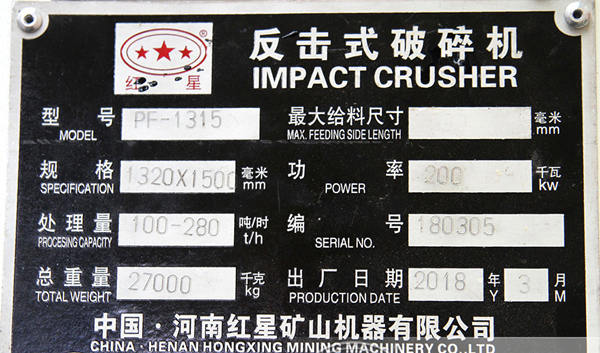 反击式破碎机
红 星
IMPACT CRUSHER
型 号 PF-1315 最大给料尺寸 毫米
MODEL MAX. FEEDING SIDE LENGTH mm
规 格 1320X1500 毫米 功 率 200 千瓦
SPECIFICATION mm POWER kw
处理量 100-280 吨/时 编 号 180305
PROCESING CAPACITY t/h SERIAL NO.
总重量 27000 千克 出厂日期 2018 年 3 月
TOTAL WEIGHT kg PRODUCTION DATE Y M
中国·河南红星矿山机器有限公司
CHINA · HENAN HONGXING MINING MACHINERY CO.,LTD